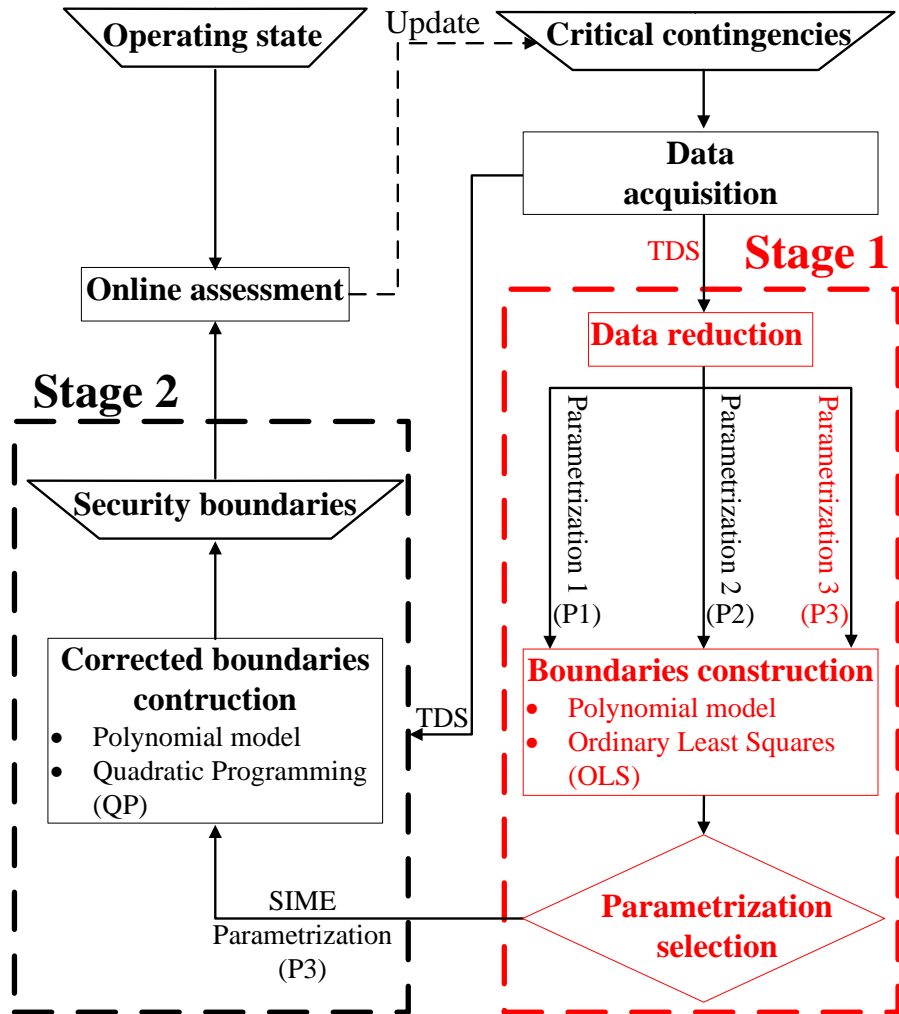 Operating state
Update
Critical contingencies
Data
acquisition
TDS
Stage 1
Online assessment
Data reduction
Stage 2
Parametrization 1
(P1)
Parametrization 2
(P2)
Parametrization 3
(P3)
Security boundaries
Boundaries construction
• Polynomial model
• Ordinary Least Squares
(OLS)
Corrected boundaries
contruction
• Polynomial model
• Quadratic Programming
(QP)
TDS
SIME
Parametrization
(P3)
Parametrization
selection